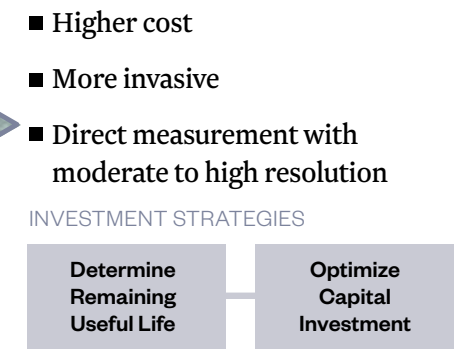 ■ Higher cost
■ More invasive
■ Direct measurement with
moderate to high resolution
INVESTMENT STRATEGIES
Determine
Remaining
Useful Life
Optimize
Capital
Investment